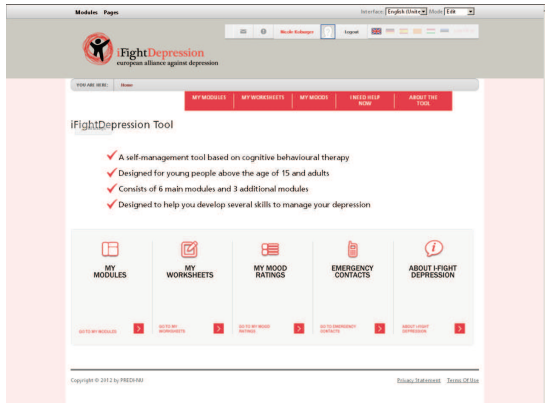 Modules Pages
Interface English (Unite Mode Edit
Nicole Koburger
Logout
iFightDepression
european alliance against depression
YOU ARE HERE: Home
MY MODULES
MY WORKSHEETS
MY MOODS
I NEED HELP
NOW
ABOUT THE
TOOL
iFightDepression Tool
A self-management tool based on cognitive behavioural therapy
Designed for young people above the age of 15 and adults
Consists of 6 main modules and 3 additional modules
Designed to help you develop several skills to manage your depression
MY
MODULES
MY
WORKSHEETS
MY MOOD
RATINGS
EMERGENCY
CONTACTS
ABOUT I-FIGHT
DEPRESSION
GO TO MY MODULES
GO TO MY
WORKSHEETS
GO TO MY MOOD
RATINGS
GO TO EMERGENCY
CONTACTS
ABOUT I-FIGHT
DEPRESSION
Copyright © 2012 by PREDI-NU
Privacy Statement Terms Of Use